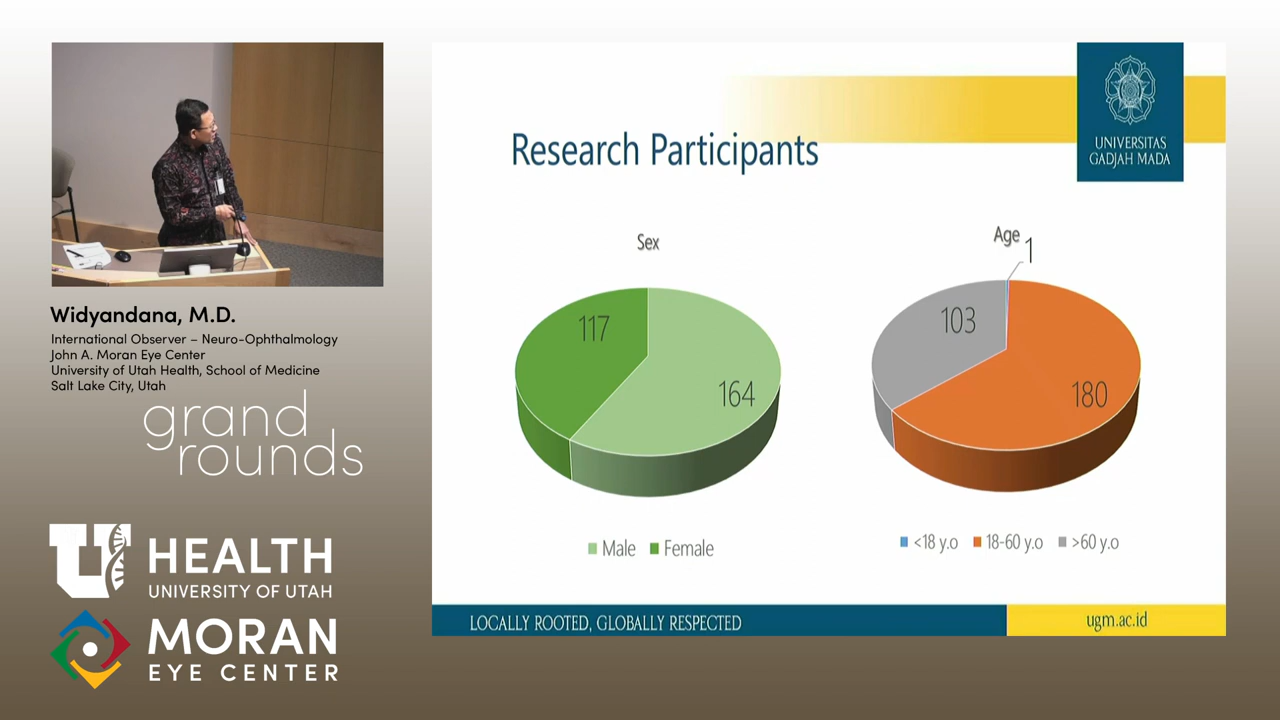 Widyandana, M.D.
International Observer – Neuro-Ophthalmology
John A. Moran Eye Center
University of Utah Health, School of Medicine
Salt Lake City, Utah
grand
rounds
U HEALTH
UNIVERSITY OF UTAH
MORAN
EYE CENTER
UNIVERSITAS
GADJAH MADA
Research Participants
Sex
117
164
Male Female
Age
1
103
180
<18 y.o 18-60 y.o >60 y.o
LOCALLY ROOTED, GLOBALLY RESPECTED
ugm.ac.id